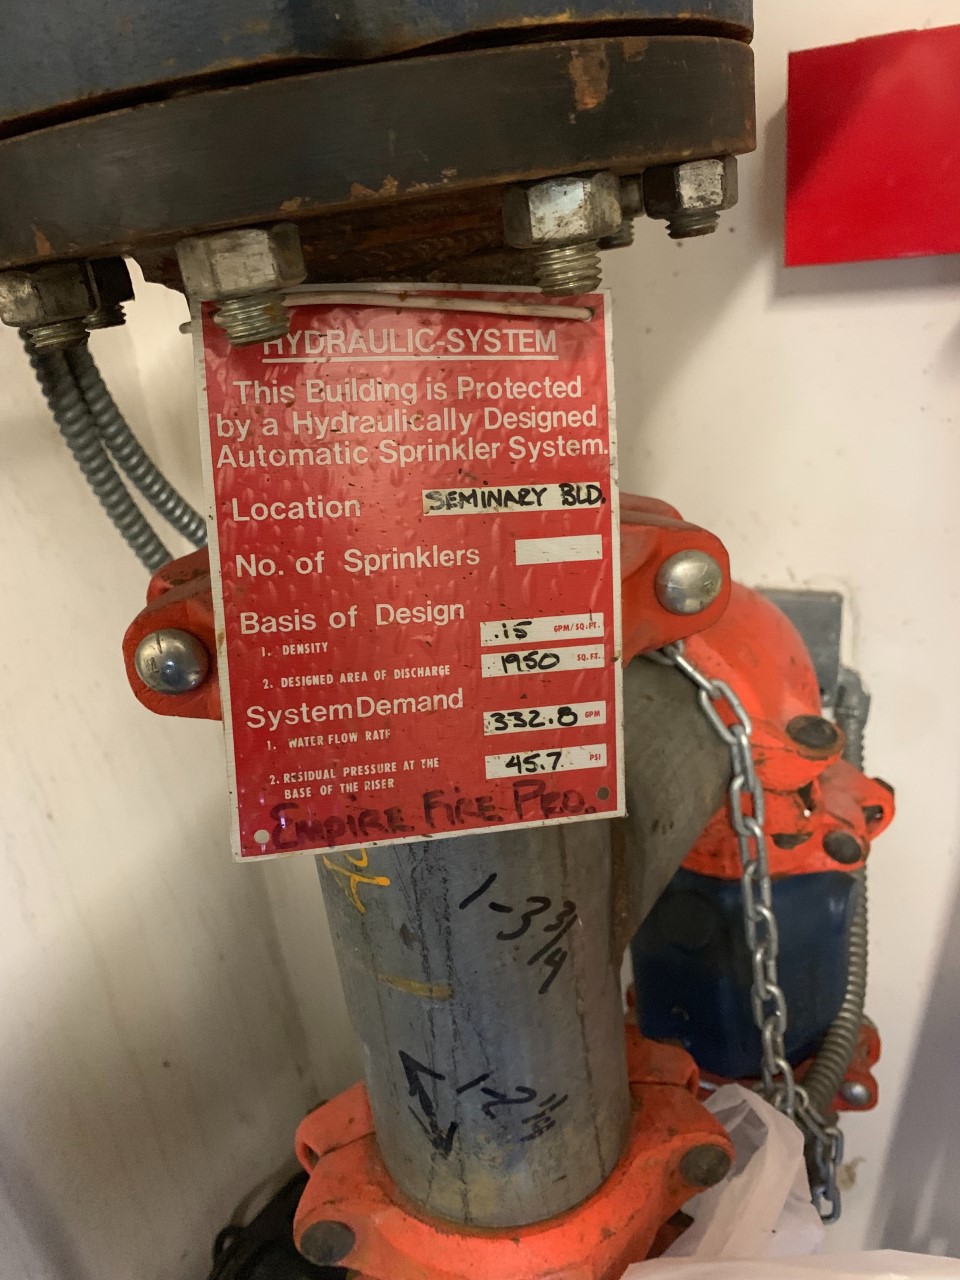 HYDRAULIC-SYSTEM
This Building is Protected
by a Hydraulically Designed
Automatic Sprinkler System.
Location SEMINARY BLD.
No. of Sprinklers
Basis of Design
1. DENSITY .15 GPM/SQ.FT.
2. DESIGNED AREA OF DISCHARGE 1950 SQ.FT.
System Demand
1. WATER FLOW RATE 332.8 GPM
2. RESIDUAL PRESSURE AT THE
BASE OF THE RISER 45.7 PSI
EMPIRE FIRE PRO.
1-3 3/4
1-2